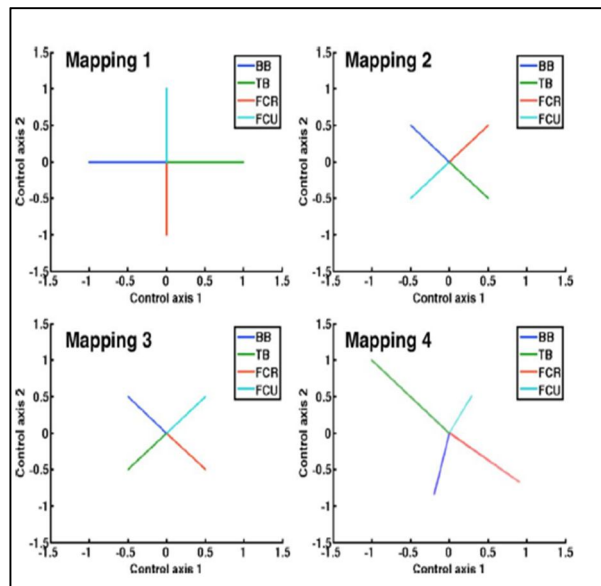 Mapping 1
BB
TB
FCR
FCU
1.5
1
0.5
0
-0.5
-1
-1.5
Control axis 2
-1.5 -1 -0.5 0 0.5 1 1.5
Control axis 1
Mapping 2
BB
TB
FCR
FCU
1.5
1
0.5
0
-0.5
-1
-1.5
Control axis 2
-1.5 -1 -0.5 0 0.5 1 1.5
Control axis 1
Mapping 3
BB
TB
FCR
FCU
1.5
1
0.5
0
-0.5
-1
-1.5
Control axis 2
-1.5 -1 -0.5 0 0.5 1 1.5
Control axis 1
Mapping 4
BB
TB
FCR
FCU
1.5
1
0.5
0
-0.5
-1
-1.5
Control axis 2
-1.5 -1 -0.5 0 0.5 1 1.5
Control axis 1